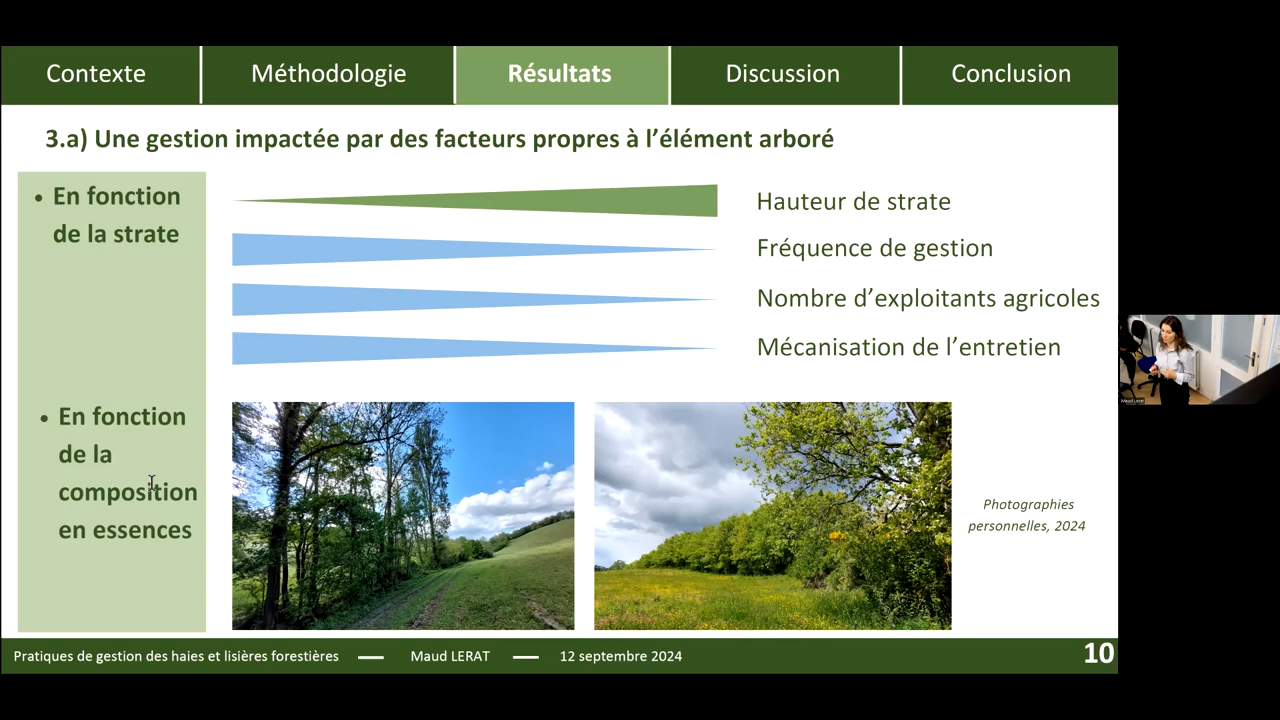 Contexte
Méthodologie
Résultats
Discussion
Conclusion
3.a) Une gestion impactée par des facteurs propres à l’élément arboré
• En fonction
de la strate
Hauteur de strate
Fréquence de gestion
Nombre d’exploitants agricoles
Mécanisation de l’entretien
• En fonction
de la
composition
en essences
Photographies
personnelles, 2024
Maud Lerat
Pratiques de gestion des haies et lisières forestières — Maud LERAT — 12 septembre 2024
10